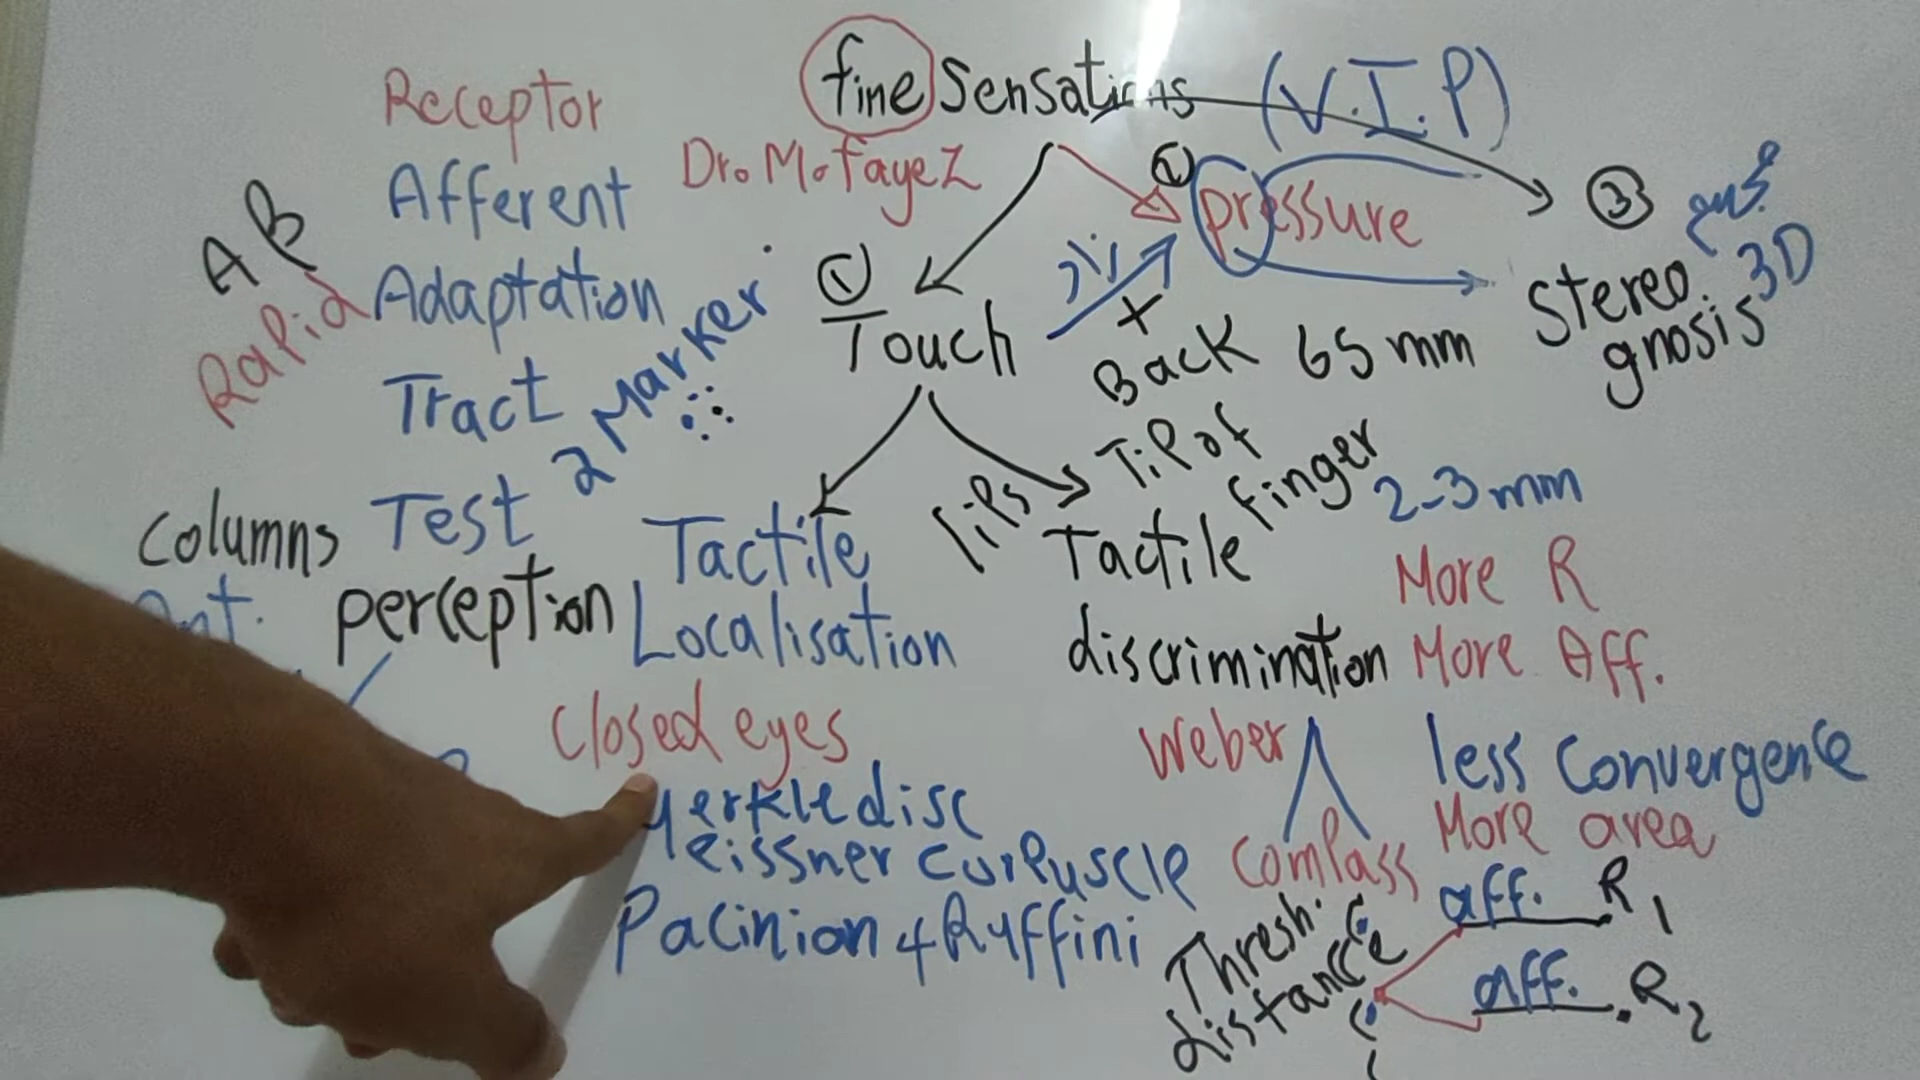 fine Sensations (V.I.P)
Receptor
Dr. M. Fayez
Afferent
② pressure
③
Stereo gnosis 3D
AB
Rapid Adaptation
① Touch
+
Back 65 mm
Tract
2 Marker
Tip of finger
lips
2-3 mm
Columns
Test
perception
Tactile Localisation
Tactile discrimination
More R
More Aff.
less Convergence
More area
closed eyes
Weber
Compass
Merkle disc
Meissner Corpuscle
Pacinion & Ruffini
Thresh. distance
aff. R1
aff. R2